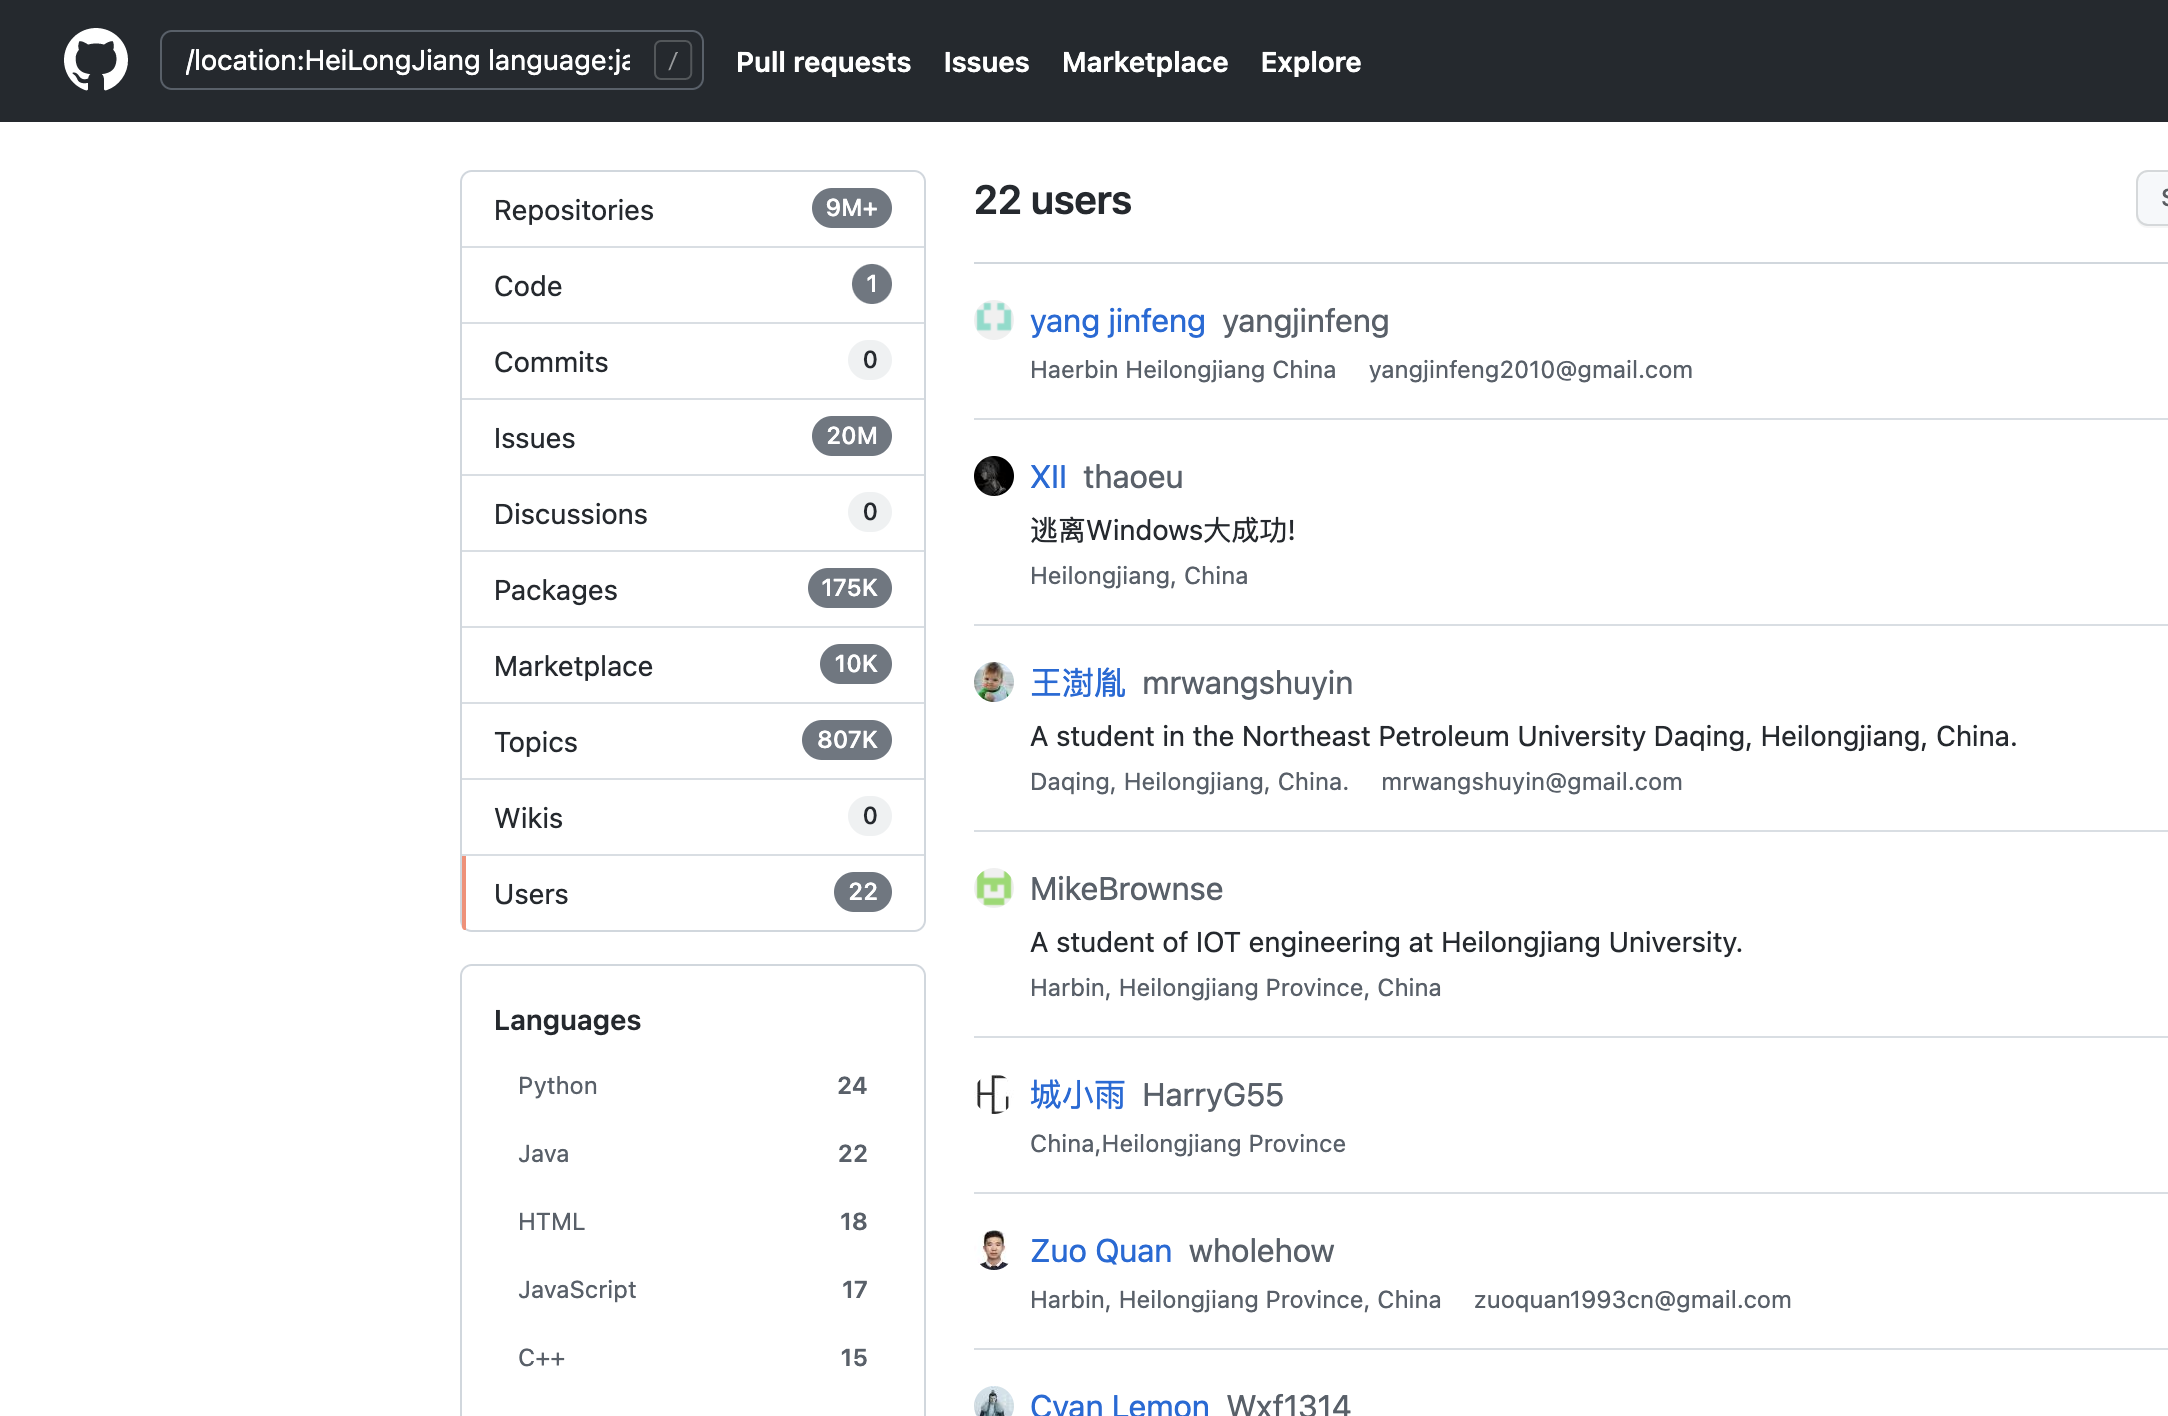 /location:HeiLongJiang language:ja /
Pull requests Issues Marketplace Explore
Repositories 9M+
Code 1
Commits 0
Issues 20M
Discussions 0
Packages 175K
Marketplace 10K
Topics 807K
Wikis 0
Users 22
Languages
Python 24
Java 22
HTML 18
JavaScript 17
C++ 15
22 users
yang jinfeng yangjinfeng
Haerbin Heilongjiang China yangjinfeng2010@gmail.com
XII thaoeu
逃离Windows大成功!
Heilongjiang, China
王澍胤 mrwangshuyin
A student in the Northeast Petroleum University Daqing, Heilongjiang, China.
Daqing, Heilongjiang, China. mrwangshuyin@gmail.com
MikeBrownse
A student of IOT engineering at Heilongjiang University.
Harbin, Heilongjiang Province, China
城小雨 HarryG55
China,Heilongjiang Province
Zuo Quan wholehow
Harbin, Heilongjiang Province, China zuoquan1993cn@gmail.com
Cyan Lemon Wxf1314